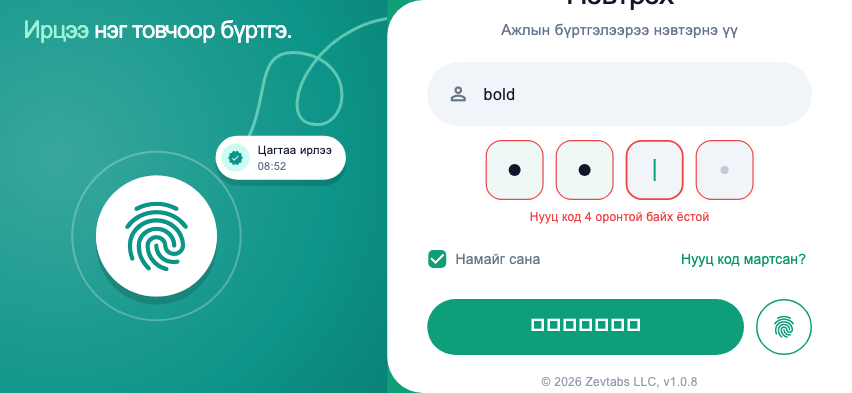 Ирцээ нэг товчоор бүртгэ.
Цагтаа ирлээ
08:52
Нэвтрэх
Ажлын бүртгэлээрээ нэвтэрнэ үү
bold
Нууц код 4 оронтой байх ёстой
Намайг сана
Нууц код мартсан?
© 2026 Zevtabs LLC, v1.0.8